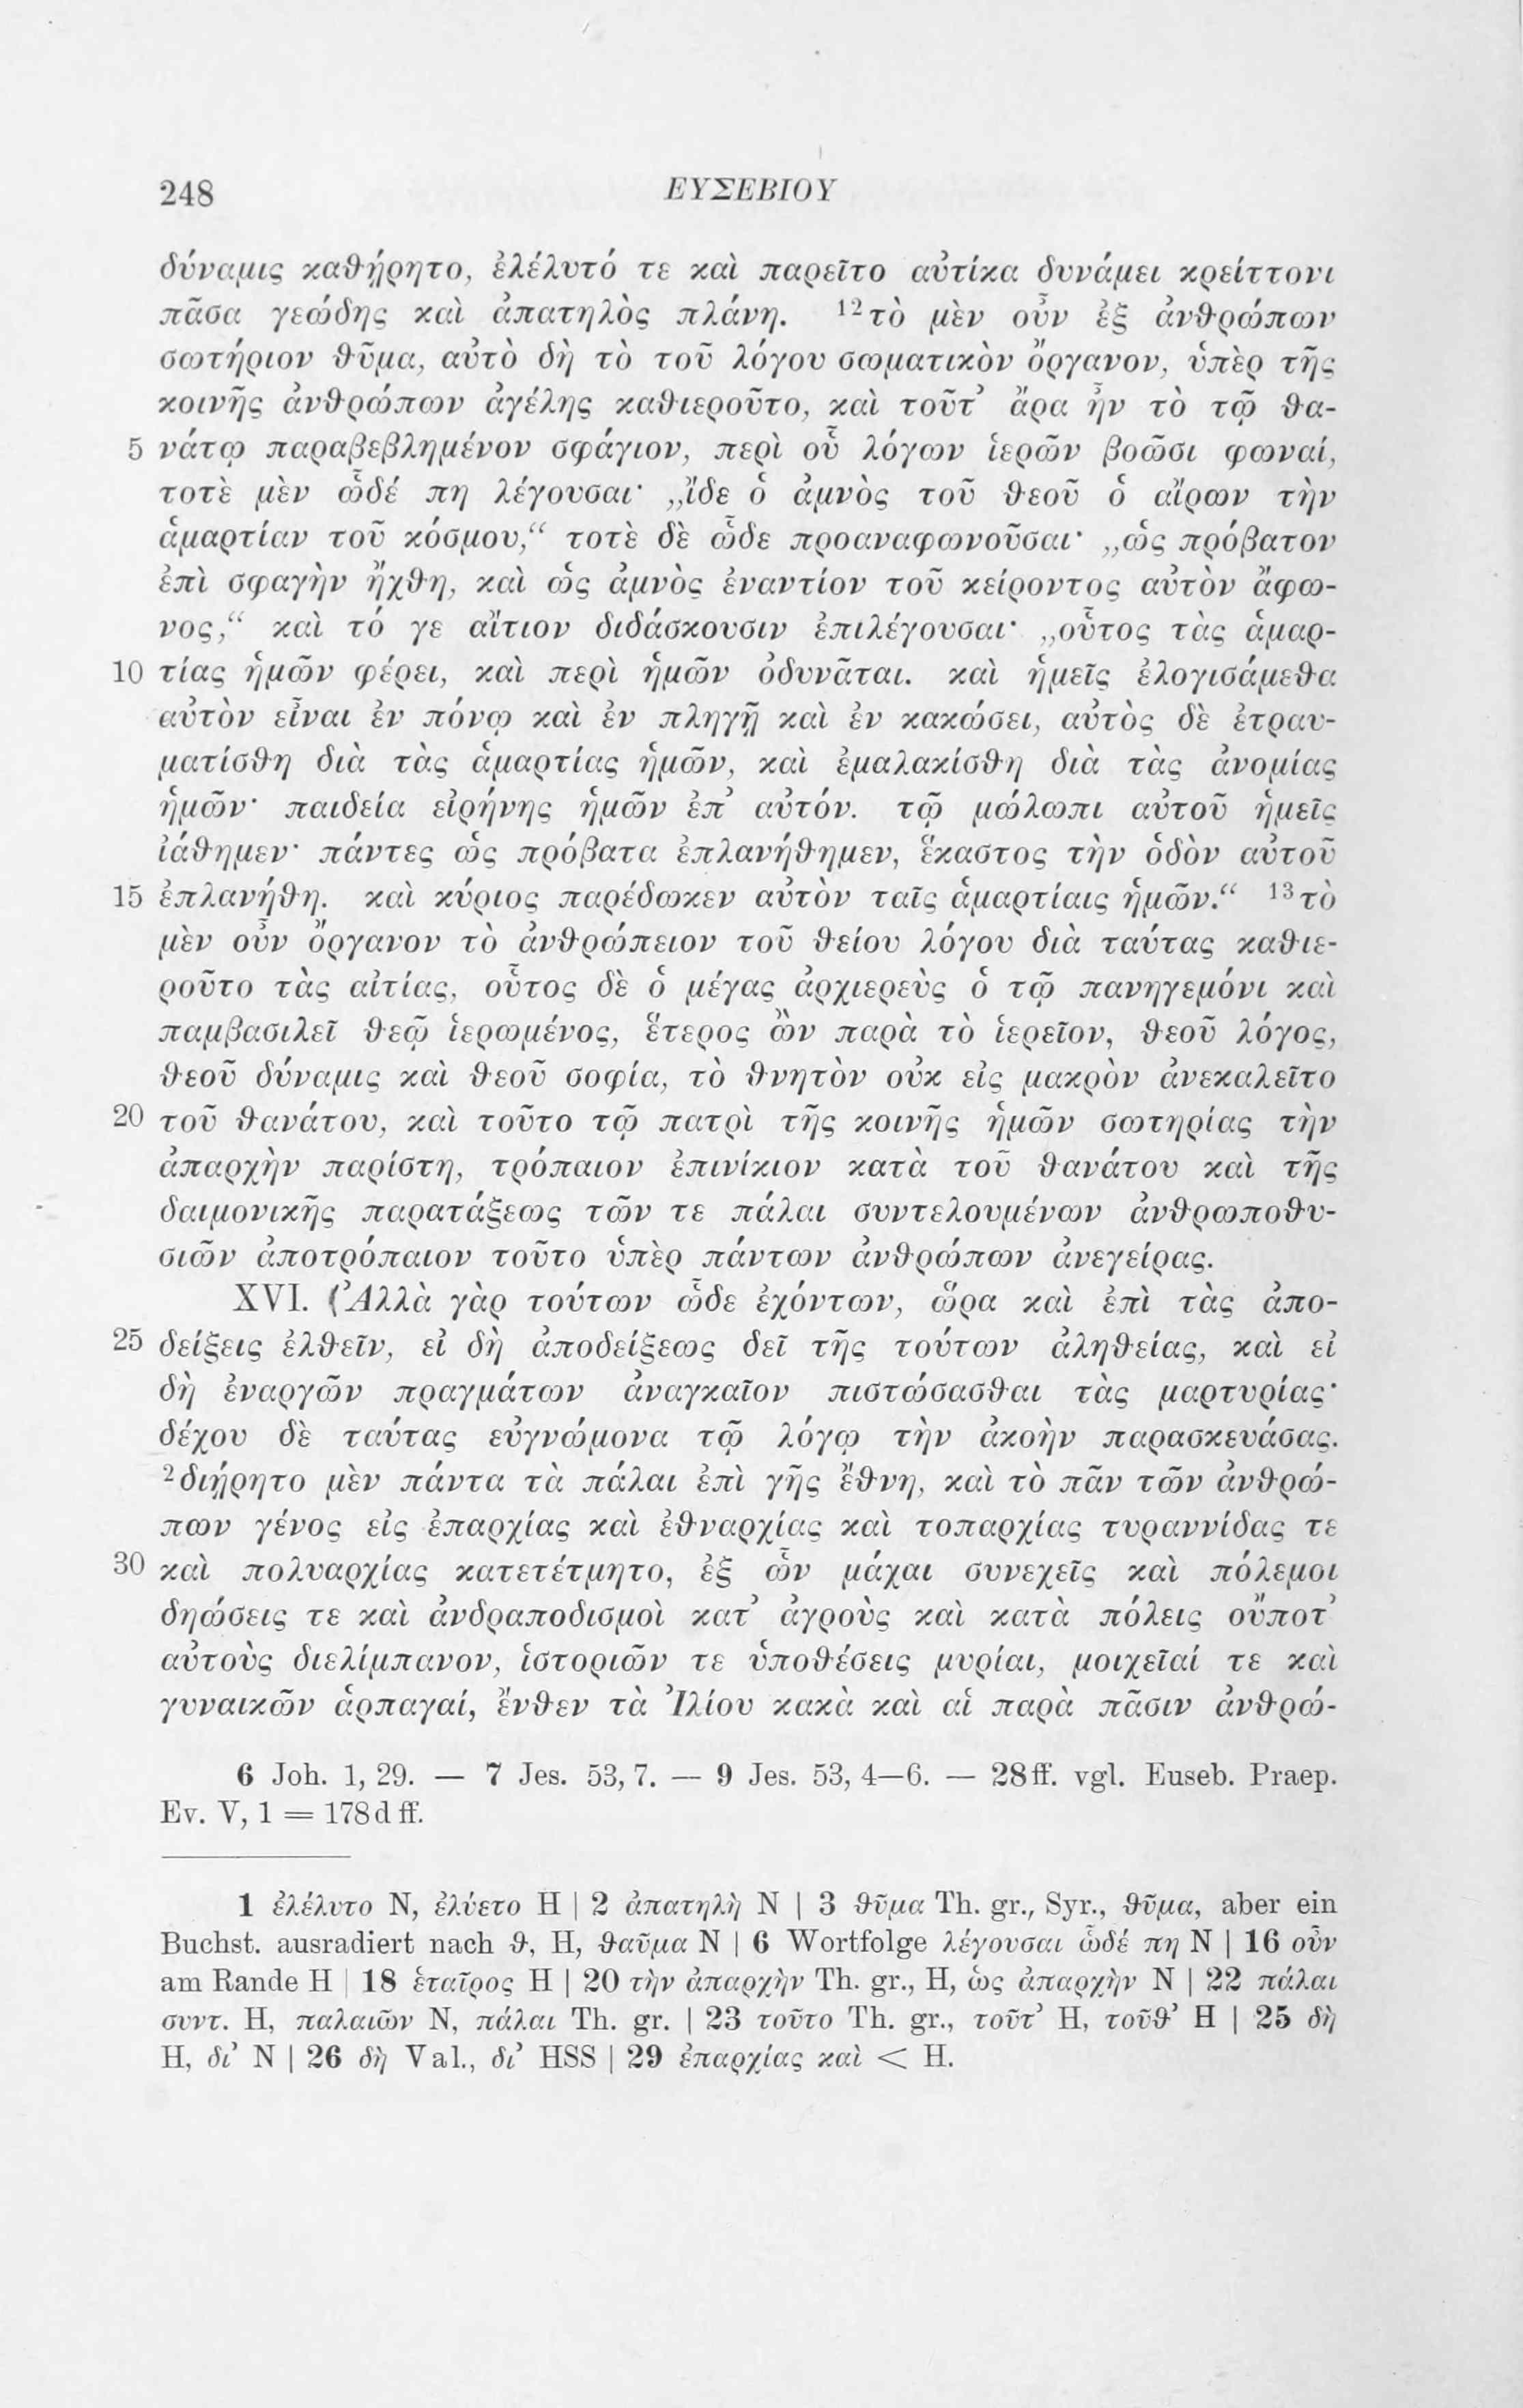 248 ΕΥΣΕΒΙΟΥ
δύναμις καθῄρητο, ἐλέλυτό τε καὶ παρεῖτο αὐτίκα δυνάμει κρείττονι
πᾶσα γεώδης καὶ ἀπατηλὸς πλάνη. ¹²τὸ μὲν οὖν ἐξ ἀνθρώπων
σωτήριον θῦμα, αὐτὸ δὴ τὸ τοῦ λόγου σωματικὸν ὄργανον, ὑπὲρ τῆς
κοινῆς ἀνθρώπων ἀγέλης καθιεροῦτο, καὶ τοῦτ’ ἄρα ἦν τὸ τῷ θα-
5 νάτῳ παραβεβλημένον σφάγιον, περὶ οὗ λόγων ἱερῶν βοῶσι φωναί,
τοτὲ μὲν ὧδέ πη λέγουσαι· „ἴδε ὁ ἀμνὸς τοῦ θεοῦ ὁ αἴρων τὴν
ἁμαρτίαν τοῦ κόσμου,“ τοτὲ δὲ ὧδε προαναφωνοῦσαι· „ὡς πρόβατον
ἐπὶ σφαγὴν ἤχθη, καὶ ὡς ἀμνὸς ἐναντίον τοῦ κείροντος αὐτὸν ἄφω-
νος,“ καὶ τό γε αἴτιον διδάσκουσιν ἐπιλέγουσαι· „οὗτος τὰς ἁμαρ-
10 τίας ἡμῶν φέρει, καὶ περὶ ἡμῶν ὀδυνᾶται. καὶ ἡμεῖς ἐλογισάμεθα
αὐτὸν εἶναι ἐν πόνῳ καὶ ἐν πληγῇ καὶ ἐν κακώσει, αὐτὸς δὲ ἐτραυ-
ματίσθη διὰ τὰς ἁμαρτίας ἡμῶν, καὶ ἐμαλακίσθη διὰ τὰς ἀνομίας
ἡμῶν· παιδεία εἰρήνης ἡμῶν ἐπ’ αὐτόν. τῷ μώλωπι αὐτοῦ ἡμεῖς
ἰάθημεν· πάντες ὡς πρόβατα ἐπλανήθημεν, ἕκαστος τὴν ὁδὸν αὐτοῦ
15 ἐπλανήθη. καὶ κύριος παρέδωκεν αὐτὸν ταῖς ἁμαρτίαις ἡμῶν.“ ¹³τὸ
μὲν οὖν ὄργανον τὸ ἀνθρώπειον τοῦ θείου λόγου διὰ ταύτας καθιε-
ροῦτο τὰς αἰτίας, οὗτος δὲ ὁ μέγας ἀρχιερεὺς ὁ τῷ πανηγεμόνι καὶ
παμβασιλεῖ θεῷ ἱερωμένος, ἕτερος ὢν παρὰ τὸ ἱερεῖον, θεοῦ λόγος,
θεοῦ δύναμις καὶ θεοῦ σοφία, τὸ θνητὸν οὐκ εἰς μακρὸν ἀνεκαλεῖτο
20 τοῦ θανάτου, καὶ τοῦτο τῷ πατρὶ τῆς κοινῆς ἡμῶν σωτηρίας τὴν
ἀπαρχὴν παρίστη, τρόπαιον ἐπινίκιον κατὰ τοῦ θανάτου καὶ τῆς
δαιμονικῆς παρατάξεως τῶν τε πάλαι συντελουμένων ἀνθρωποθυ-
σιῶν ἀποτρόπαιον τοῦτο ὑπὲρ πάντων ἀνθρώπων ἀνεγείρας.
XVI. (Ἀλλὰ γὰρ τούτων ὧδε ἐχόντων, ὥρα καὶ ἐπὶ τὰς ἀπο-
25 δείξεις ἐλθεῖν, εἰ δὴ ἀποδείξεως δεῖ τῆς τούτων ἀληθείας, καὶ εἰ
δὴ ἐναργῶν πραγμάτων ἀναγκαῖον πιστώσασθαι τὰς μαρτυρίας·
δέχου δὲ ταύτας εὐγνώμονα τῷ λόγῳ τὴν ἀκοὴν παρασκευάσας.
²διῄρητο μὲν πάντα τὰ πάλαι ἐπὶ γῆς ἔθνη, καὶ τὸ πᾶν τῶν ἀνθρώ-
πων γένος εἰς ἐπαρχίας καὶ ἐθναρχίας καὶ τοπαρχίας τυραννίδας τε
30 καὶ πολυαρχίας κατετέτμητο, ἐξ ὧν μάχαι συνεχεῖς καὶ πόλεμοι
δηώσεις τε καὶ ἀνδραποδισμοὶ κατ’ ἀγροὺς καὶ κατὰ πόλεις οὔποτ’
αὐτοὺς διελίμπανον, ἱστοριῶν τε ὑποθέσεις μυρίαι, μοιχεῖαί τε καὶ
γυναικῶν ἁρπαγαί, ἔνθεν τὰ Ἰλίου κακὰ καὶ αἱ παρὰ πᾶσιν ἀνθρώ-
6 Joh. 1, 29. — 7 Jes. 53, 7. — 9 Jes. 53, 4—6. — 28ff. vgl. Euseb. Praep.
Ev. V, 1 = 178d ff.
1 ἐλέλυτο N, ἐλύετο H | 2 ἀπατηλὴ N | 3 θῦμα Th. gr., Syr., θῦμα, aber ein
Buchst. ausradiert nach θ, H, θαῦμα N | 6 Wortfolge λέγουσαι ὧδέ πη N | 16 οὖν
am Rande H | 18 ἑταῖρος H | 20 τὴν ἀπαρχὴν Th. gr., H, ὡς ἀπαρχὴν N | 22 πάλαι
συντ. H, παλαιῶν N, πάλαι Th. gr. | 23 τοῦτο Th. gr., τοῦτ’ H, τοῦθ’ H | 25 δὴ
H, δι’ N | 26 δὴ Val., δι’ HSS | 29 ἐπαρχίας καὶ < H.